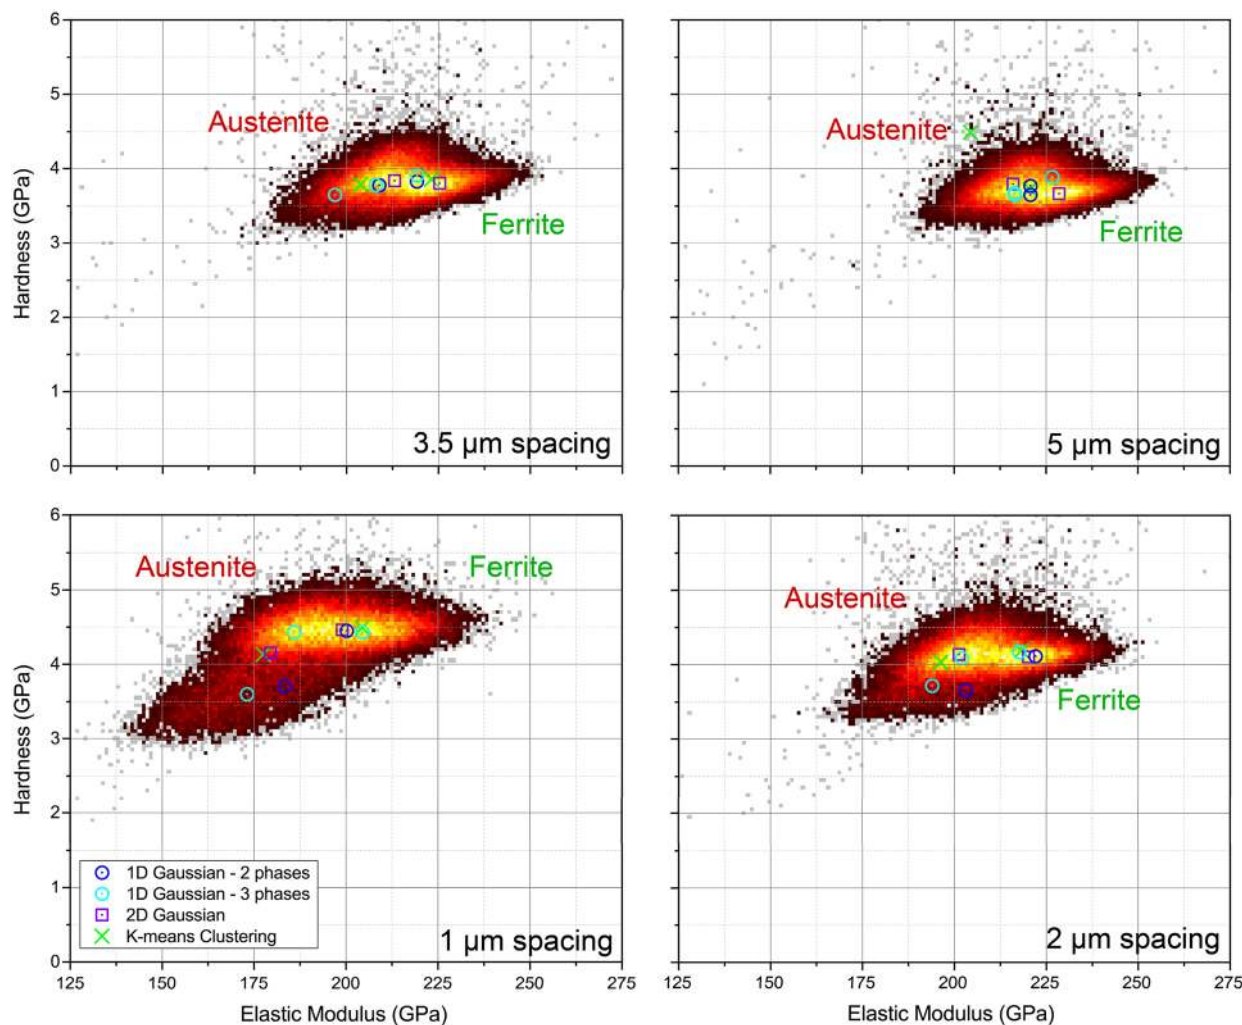 6
5
4
3
2
1
0
Hardness (GPa)
Austenite
Ferrite
3.5 µm spacing
Austenite
Ferrite
5 µm spacing
6
5
4
3
2
1
0
Hardness (GPa)
Austenite
Ferrite
1D Gaussian - 2 phases
1D Gaussian - 3 phases
2D Gaussian
K-means Clustering
1 µm spacing
125 150 175 200 225 250 275
Elastic Modulus (GPa)
Austenite
Ferrite
2 µm spacing
125 150 175 200 225 250 275
Elastic Modulus (GPa)